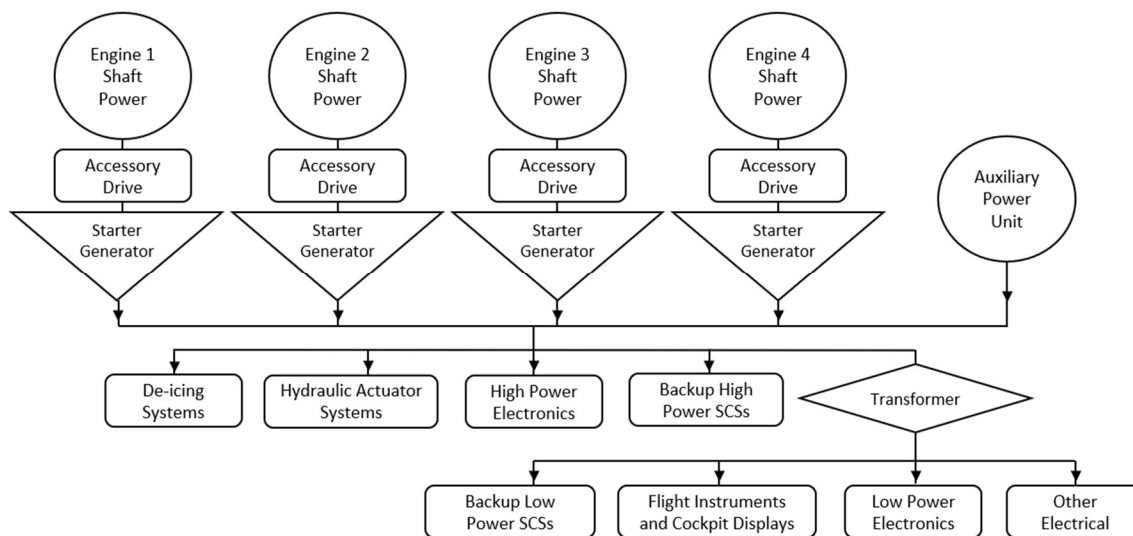 Engine 1
Shaft
Power
Engine 2
Shaft
Power
Engine 3
Shaft
Power
Engine 4
Shaft
Power
Accessory
Drive
Accessory
Drive
Accessory
Drive
Accessory
Drive
Auxiliary
Power
Unit
Starter
Generator
Starter
Generator
Starter
Generator
Starter
Generator
De-icing
Systems
Hydraulic Actuator
Systems
High Power
Electronics
Backup High
Power SCSs
Transformer
Backup Low
Power SCSs
Flight Instruments
and Cockpit Displays
Low Power
Electronics
Other
Electrical